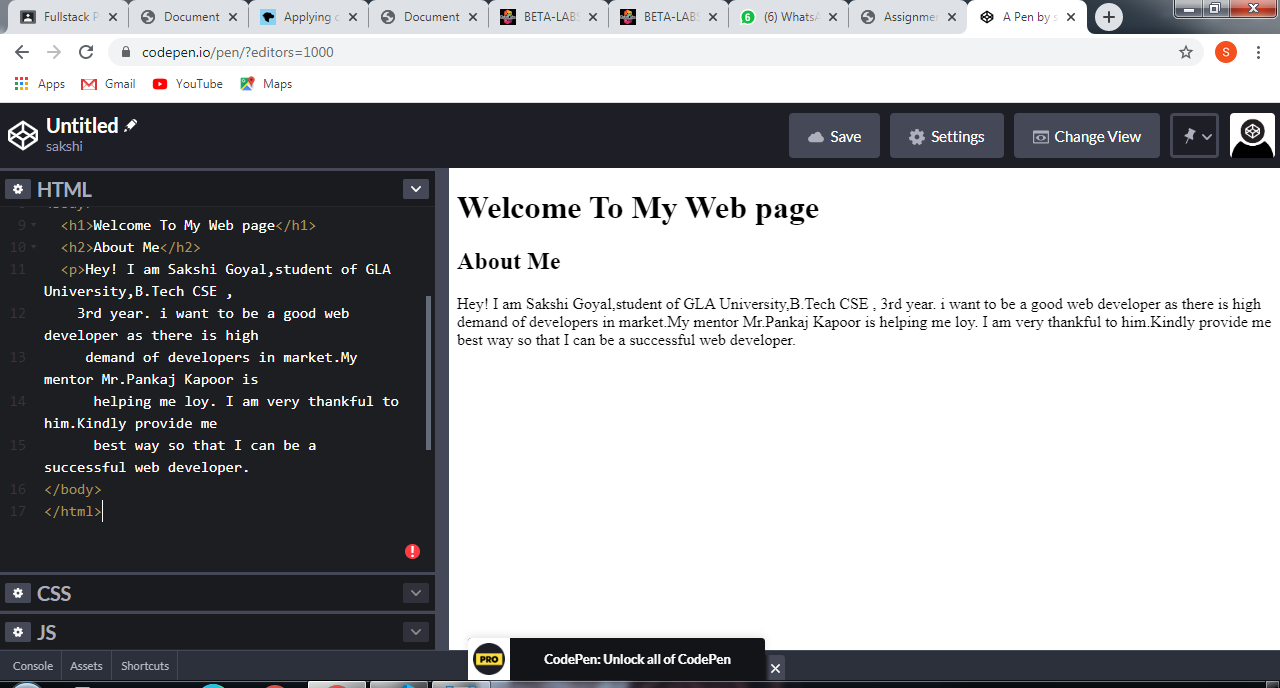 Fullstack P
Document
Applying c
Document
BETA-LABS
BETA-LABS
6
(6) WhatsA
Assignme
A Pen by s
codepen.io/pen/?editors=1000
S
Apps
Gmail
YouTube
Maps
Untitled
sakshi
Save
Settings
Change View
HTML
9 <h1>Welcome To My Web page</h1>
10 <h2>About Me</h2>
11 <p>Hey! I am Sakshi Goyal,student of GLA
University,B.Tech CSE ,
12 3rd year. i want to be a good web
developer as there is high
13 demand of developers in market.My
mentor Mr.Pankaj Kapoor is
14 helping me loy. I am very thankful to
him.Kindly provide me
15 best way so that I can be a
successful web developer.
16 </body>
17 </html>
CSS
JS
Console
Assets
Shortcuts
Welcome To My Web page
About Me
Hey! I am Sakshi Goyal,student of GLA University,B.Tech CSE , 3rd year. i want to be a good web developer as there is high
demand of developers in market.My mentor Mr.Pankaj Kapoor is helping me loy. I am very thankful to him.Kindly provide me
best way so that I can be a successful web developer.
PRO
CodePen: Unlock all of CodePen